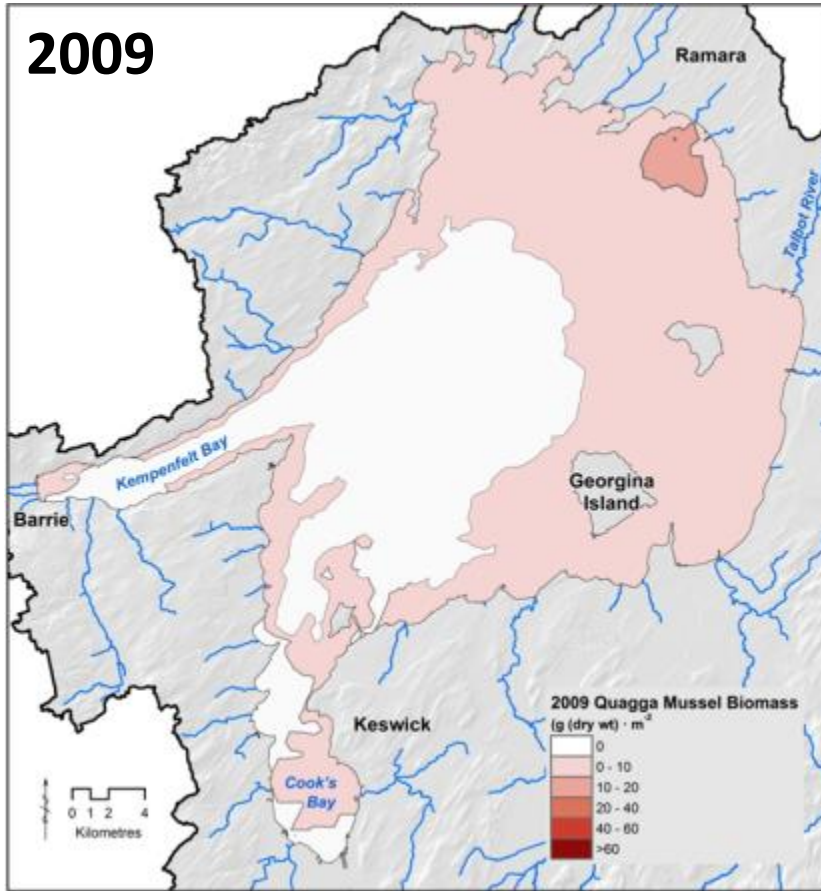 2009
Ramara
Talbot River
Kempenfelt Bay
Barrie
Georgina
Island
Keswick
Cook's
Bay
0 1 2 4
Kilometres
2009 Quagga Mussel Biomass
(g (dry wt) · m⁻²
0
0 - 10
10 - 20
20 - 40
40 - 60
>60